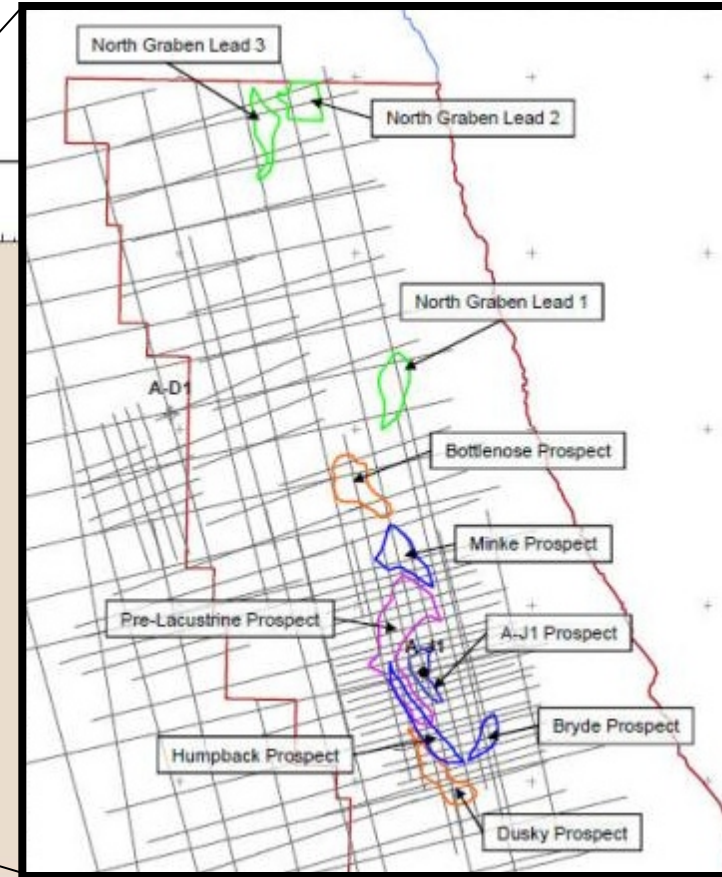 North Graben Lead 3
North Graben Lead 2
North Graben Lead 1
A-D1
Bottlenose Prospect
Minke Prospect
Pre-Lacustrine Prospect
A-J1 Prospect
A-J1
Bryde Prospect
Humpback Prospect
Dusky Prospect